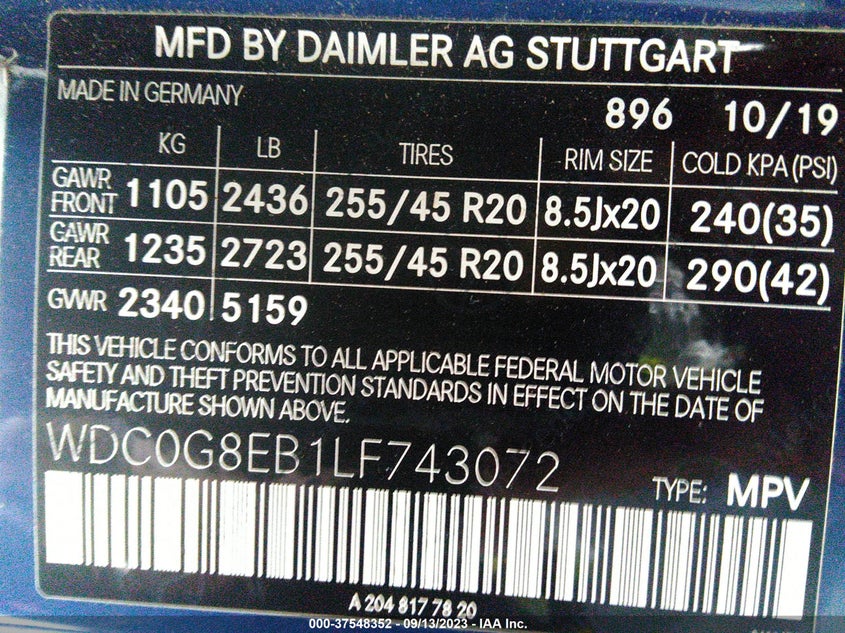 MFD BY DAIMLER AG STUTTGART
MADE IN GERMANY 896 10/19
KG LB TIRES RIM SIZE COLD KPA (PSI)
GAWR FRONT 1105 2436 255/45 R20 8.5Jx20 240(35)
GAWR REAR 1235 2723 255/45 R20 8.5Jx20 290(42)
GVWR 2340 5159
THIS VEHICLE CONFORMS TO ALL APPLICABLE FEDERAL MOTOR VEHICLE
SAFETY AND THEFT PREVENTION STANDARDS IN EFFECT ON THE DATE OF
MANUFACTURE SHOWN ABOVE.
WDC0G8EB1LF743072 TYPE: MPV
A 204 817 78 20
000-37548352 - 09/13/2023 - IAA Inc.